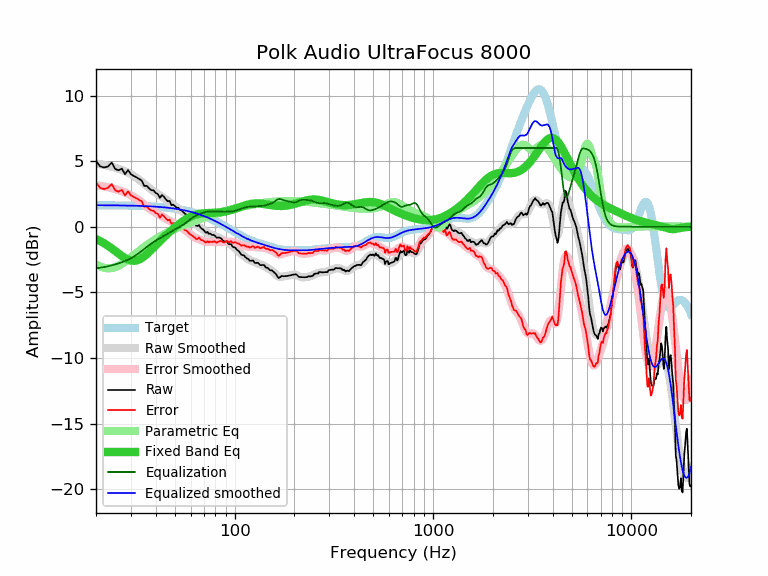 Polk Audio UltraFocus 8000
Amplitude (dBr)
10
5
0
−5
−10
−15
−20
Target
Raw Smoothed
Error Smoothed
Raw
Error
Parametric Eq
Fixed Band Eq
Equalization
Equalized smoothed
100
1000
10000
Frequency (Hz)